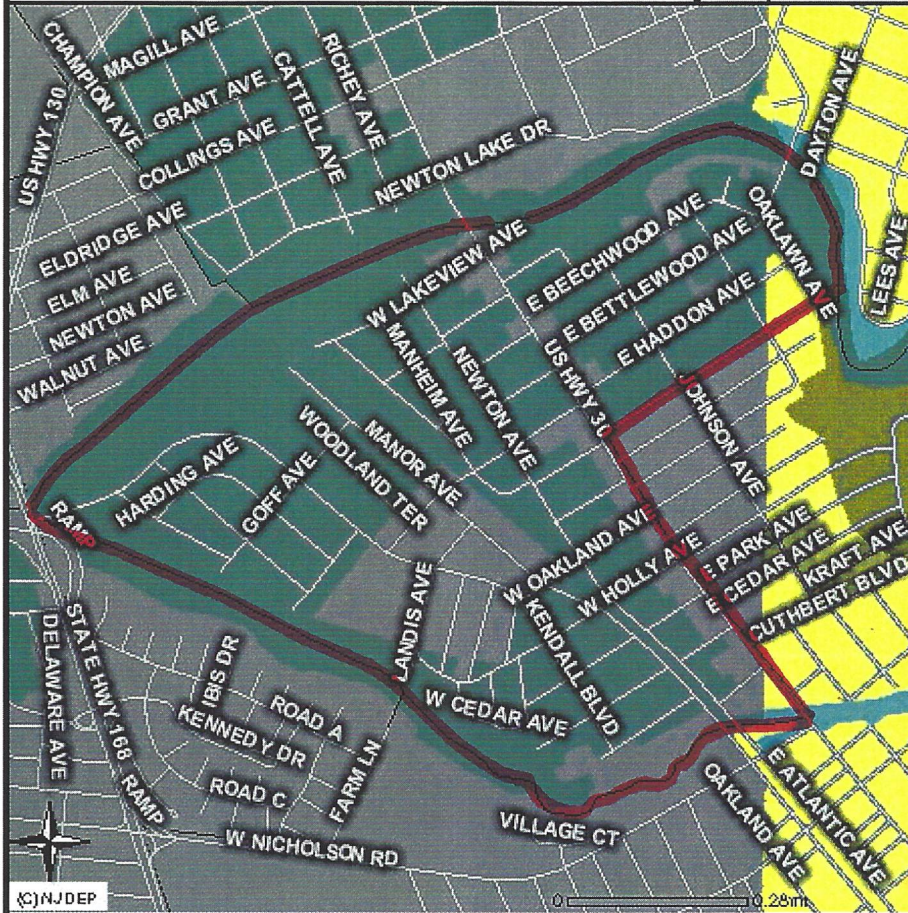 CHAMPION AVE
MAGILL AVE
GRANT AVE
COLLINGS AVE
CATTELL AVE
RICHEY AVE
US HWY 130
NEWTON LAKE DR
DAYTON AVE
ELDRIDGE AVE
ELM AVE
NEWTON AVE
WALNUT AVE
W LAKEVIEW AVE
E BEECHWOOD AVE
E BETTLEWOOD AVE
E HADDON AVE
OAKLAWN AVE
LEES AVE
MANHEIM AVE
NEWTON AVE
US HWY 30
JOHNSON AVE
HARDING AVE
GOFF AVE
WOODLAND TER
MANOR AVE
RAMP
W OAKLAND AVE
W HOLLY AVE
E PARK AVE
E CEDAR AVE
KRAFT AVE
CUTHBERT BLVD
KENDALL BLVD
LANDIS AVE
W CEDAR AVE
STATE HWY 168 RAMP
DELAWARE AVE
IBIS DR
KENNEDY DR
ROAD A
ROAD C
FARM LN
W NICHOLSON RD
VILLAGE CT
OAKLAND AVE
E ATLANTIC AVE
(C)NJDEP
0 0.28mi